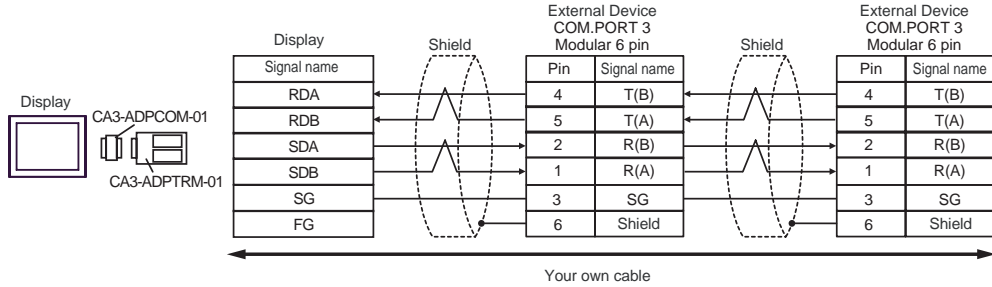 External Device
COM.PORT 3
Modular 6 pin
External Device
COM.PORT 3
Modular 6 pin
Display
Shield
Shield
Signal name
Pin
Signal name
Pin
Signal name
RDA
4
T(B)
4
T(B)
Display
CA3-ADPCOM-01
RDB
5
T(A)
5
T(A)
SDA
2
R(B)
2
R(B)
CA3-ADPTRM-01
SDB
1
R(A)
1
R(A)
SG
3
SG
3
SG
FG
6
Shield
6
Shield
Your own cable